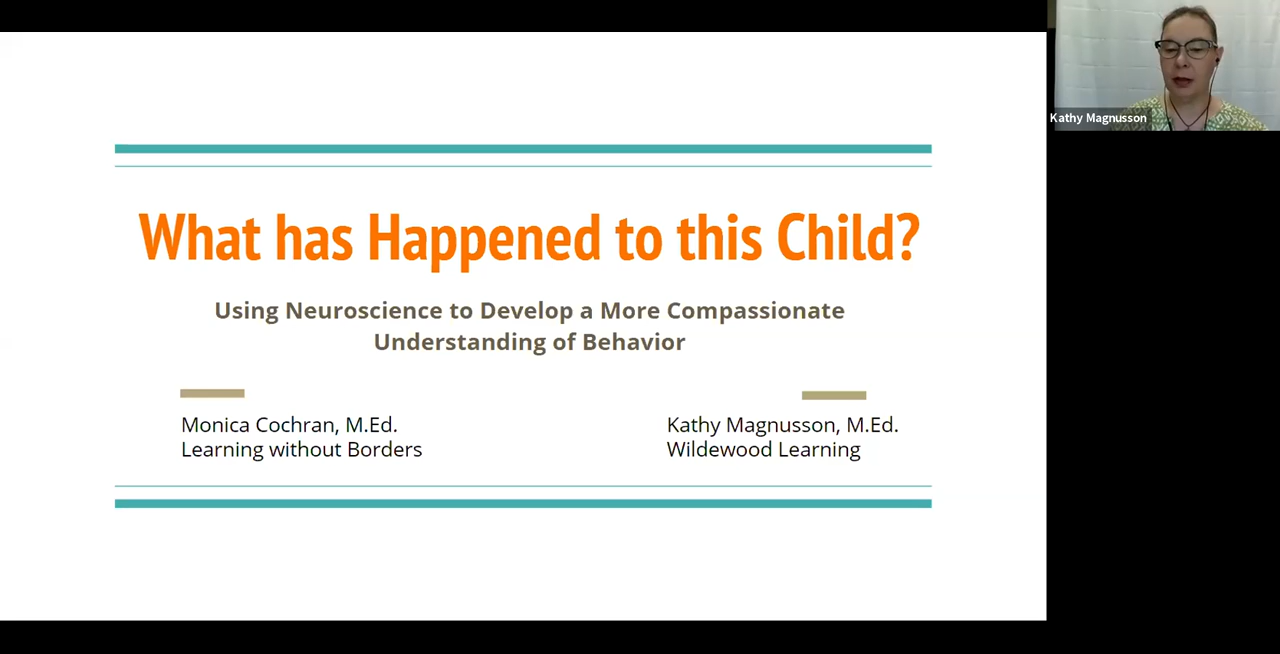 What has Happened to this Child?
Using Neuroscience to Develop a More Compassionate
Understanding of Behavior
Monica Cochran, M.Ed.
Learning without Borders
Kathy Magnusson, M.Ed.
Wildewood Learning
Kathy Magnusson